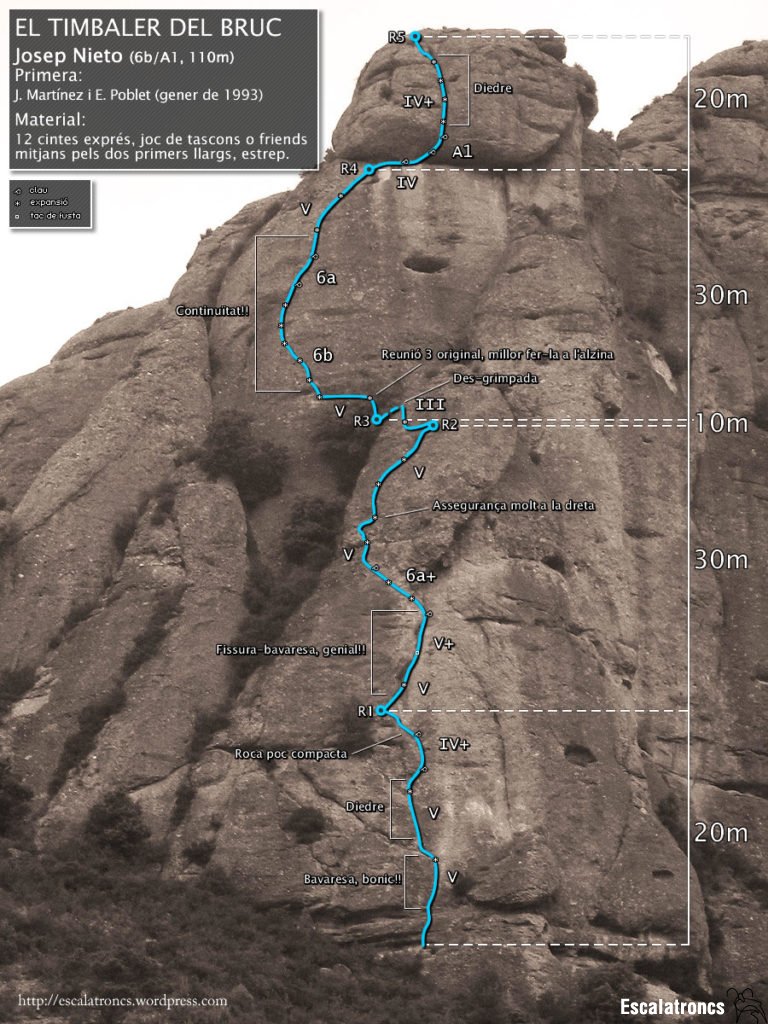 EL TIMBALER DEL BRUC
Josep Nieto (6b/A1, 110m)
Primera:
J. Martínez i E. Poblet (gener de 1993)
Material:
12 cintes exprés, joc de tascons o friends
mitjans pels dos primers llargs, estrep.
clau
expansió
tac de fusta
R5
IV+
Diedre
20m
A1
R4
IV
V
6a
Continuitat!!
30m
6b
Reunió 3 original, millor fer-la a l'alzina
Des-grimpada
V
III
R3
R2
10m
V
Assegurança molt a la dreta
V
30m
6a+
Fissura-bavaresa, genial!!
V+
V
R1
IV+
Roca poc compacta
Diedre
V
20m
Bavaresa, bonic!!
V
http://escalatroncs.wordpress.com
Escalatroncs